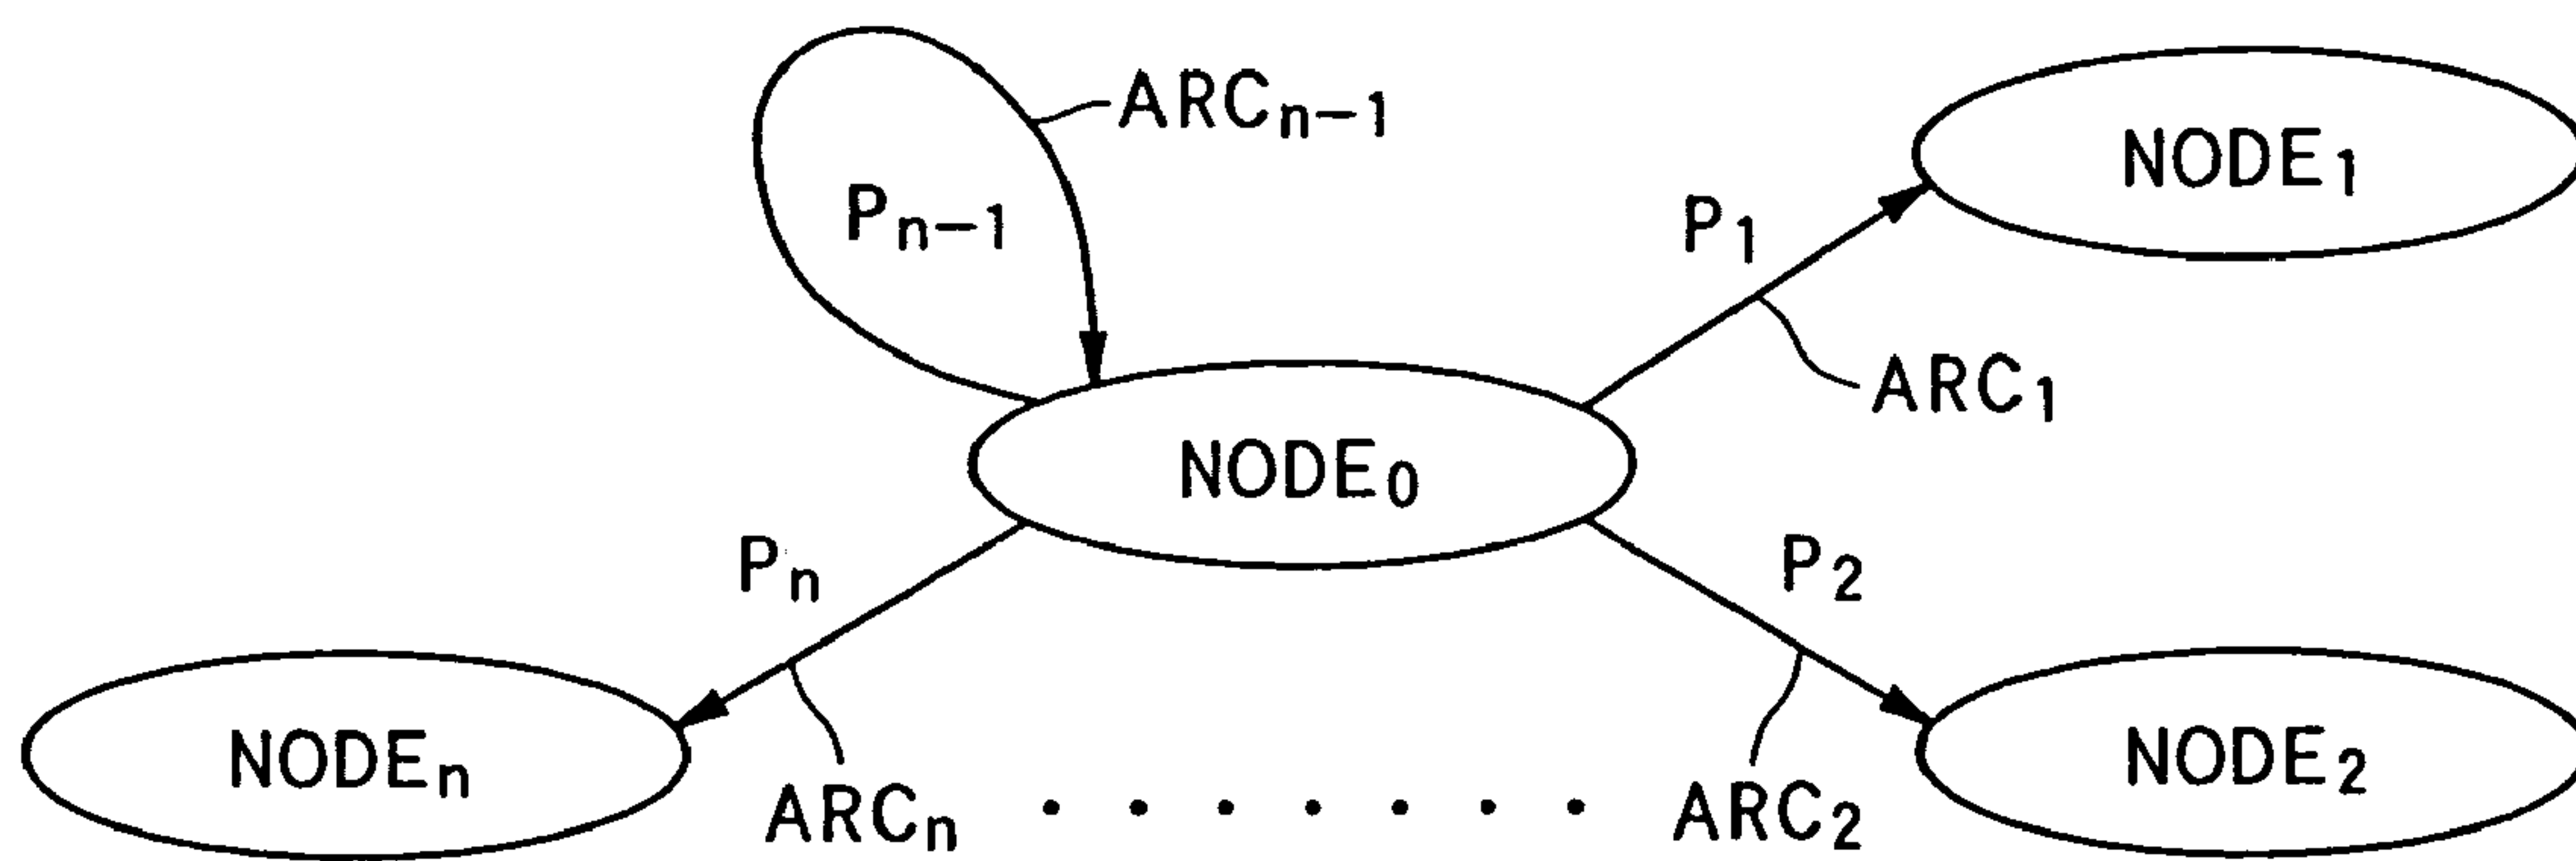 ARCn-1
Pn-1
NODE1
P1
ARC1
NODE0
Pn
P2
NODEn
NODE2
ARCn . . . . . . . ARC2